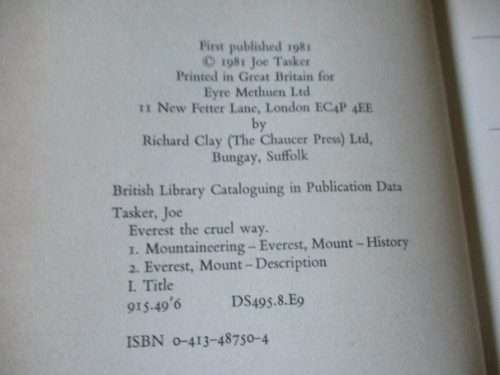 First published 1981
© 1981 Joe Tasker
Printed in Great Britain for
Eyre Methuen Ltd
11 New Fetter Lane, London EC4P 4EE
by
Richard Clay (The Chaucer Press) Ltd,
Bungay, Suffolk
British Library Cataloguing in Publication Data
Tasker, Joe
Everest the cruel way.
1. Mountaineering – Everest, Mount – History
2. Everest, Mount – Description
I. Title
915.49'6 DS495.8.E9
ISBN 0–413–48750–4